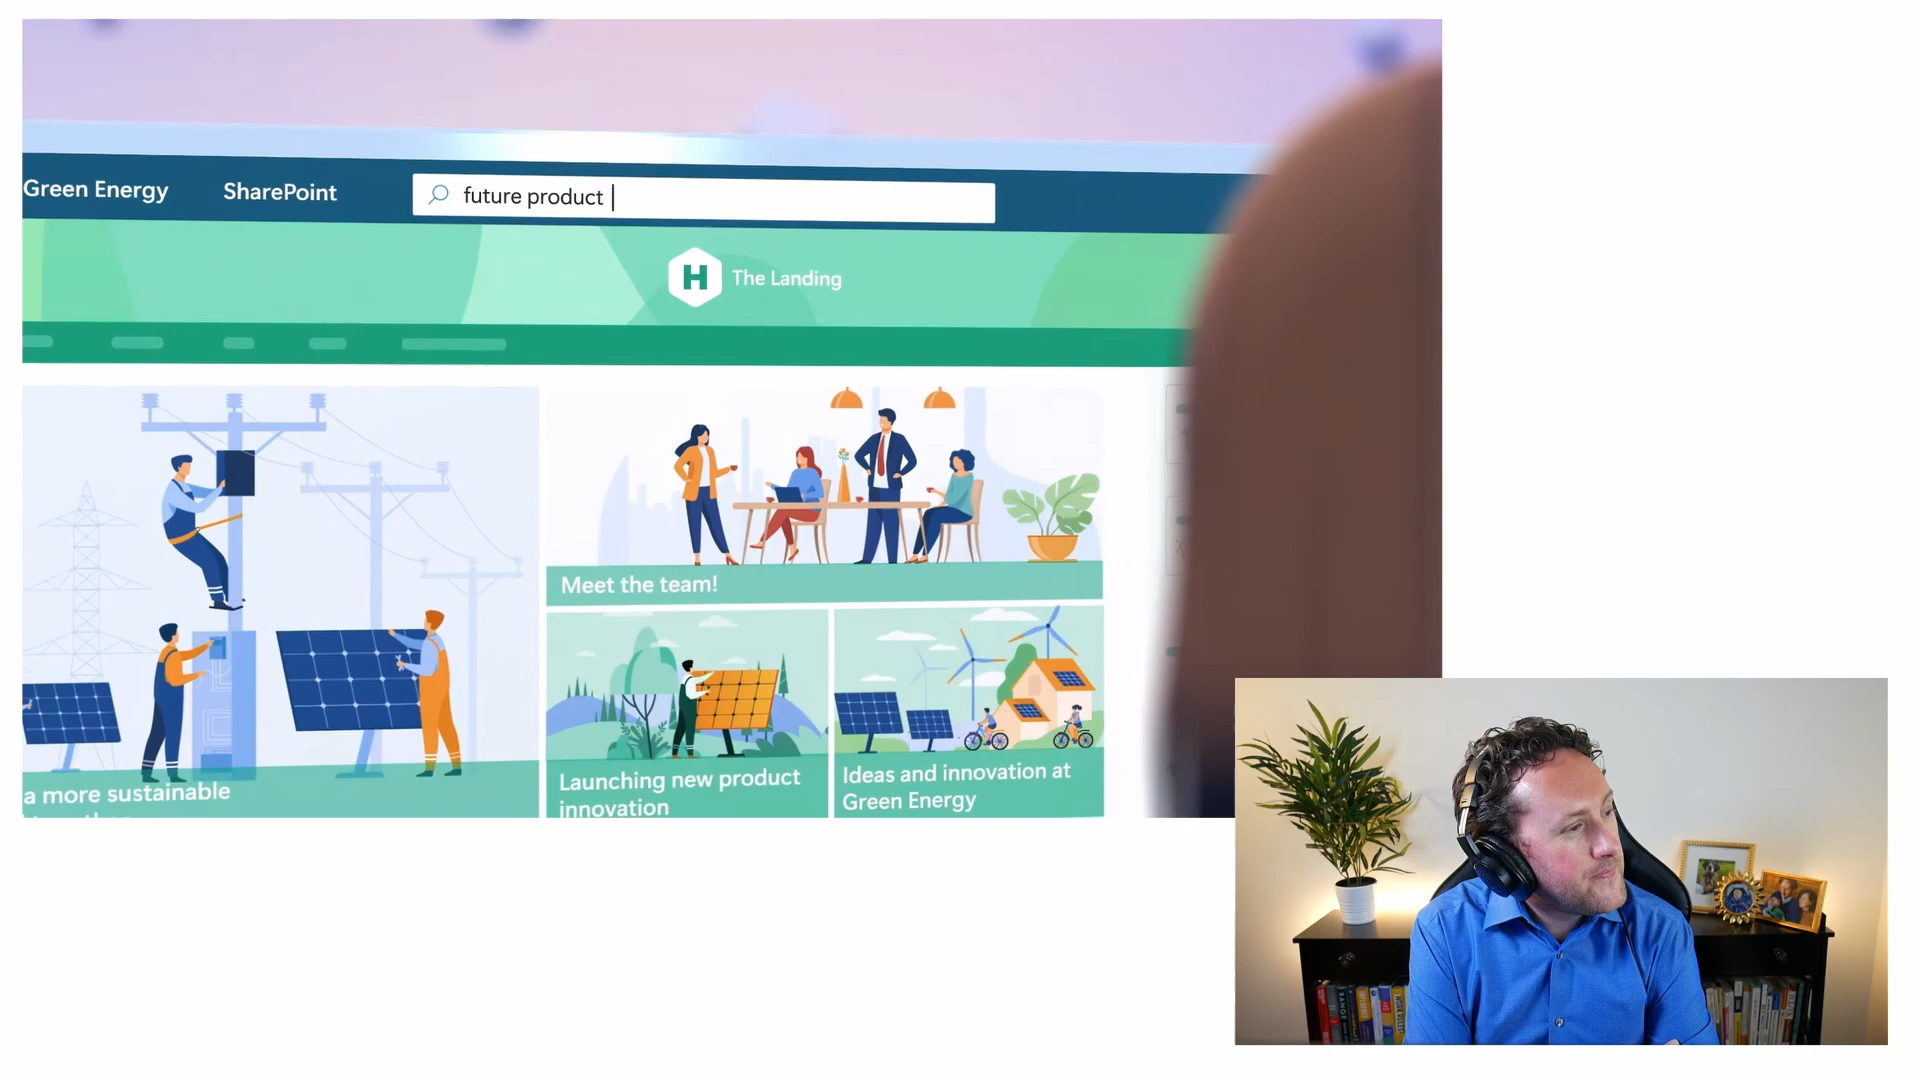 Green Energy
SharePoint
future product
H
The Landing
Meet the team!
a more sustainable
Launching new product
innovation
Ideas and innovation at
Green Energy